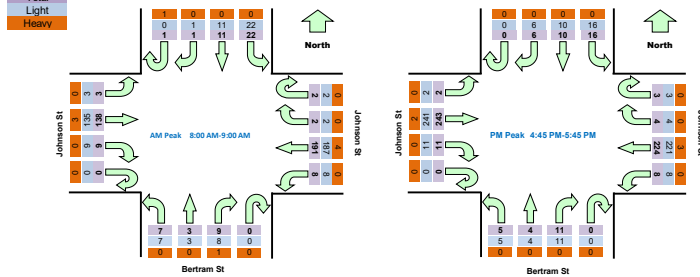 Light
Heavy
1 0 0 0
0 1 11 22
1 1 11 22
North
Johnson St
0 3 3
3 135 138
0 9 9
0 0 0
AM Peak 8:00 AM-9:00 AM
2 2 0
2 2 0
191 187 4
8 8 0
Johnson St
7 3 9 0
7 3 8 0
0 0 1 0
Bertram St
0 0 0 0
0 6 10 16
0 6 10 16
North
Johnson St
0 2 2
2 241 243
0 11 11
0 0 0
PM Peak 4:45 PM-5:45 PM
3 3 0
4 4 0
224 221 3
8 8 0
5 4 11 0
5 4 11 0
0 0 0 0
Bertram St